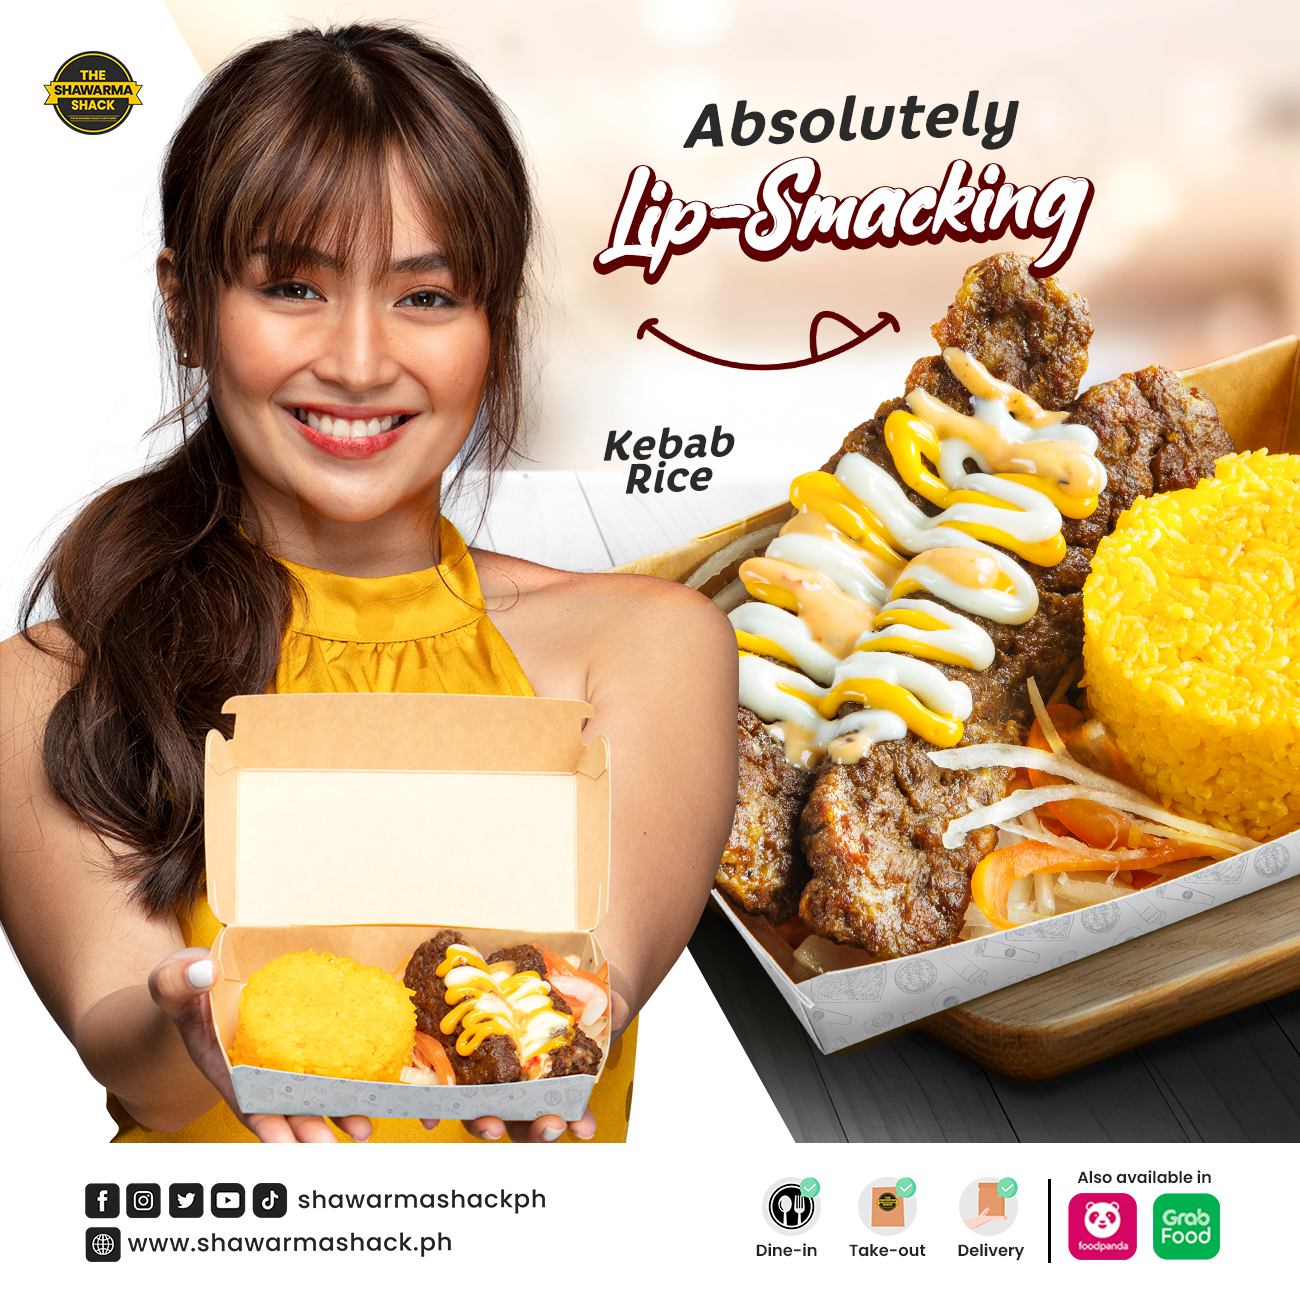 THE
SHAWARMA
SHACK
Absolutely
Lip-Smacking
Kebab
Rice
shawarmashackph
www.shawarmashack.ph
Dine-in
Take-out
Delivery
Also available in
foodpanda
Grab
Food